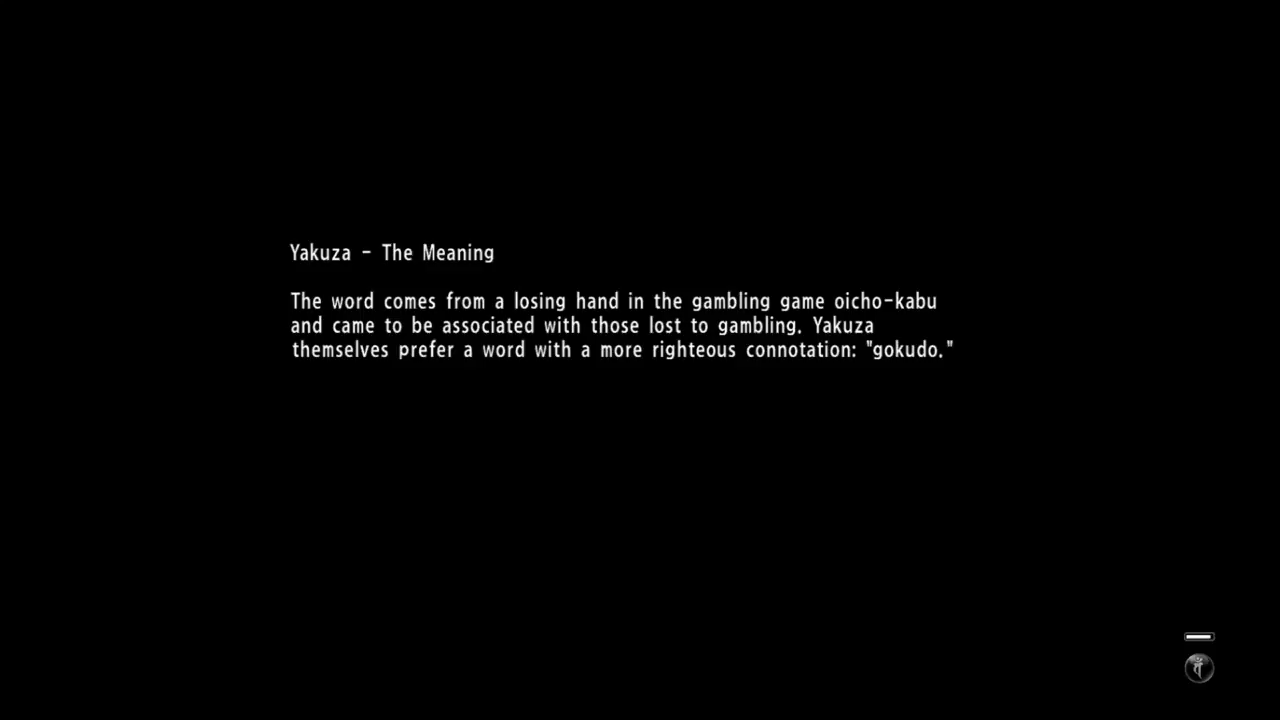 Yakuza - The Meaning
The word comes from a losing hand in the gambling game oicho-kabu
and came to be associated with those lost to gambling. Yakuza
themselves prefer a word with a more righteous connotation: "gokudo."